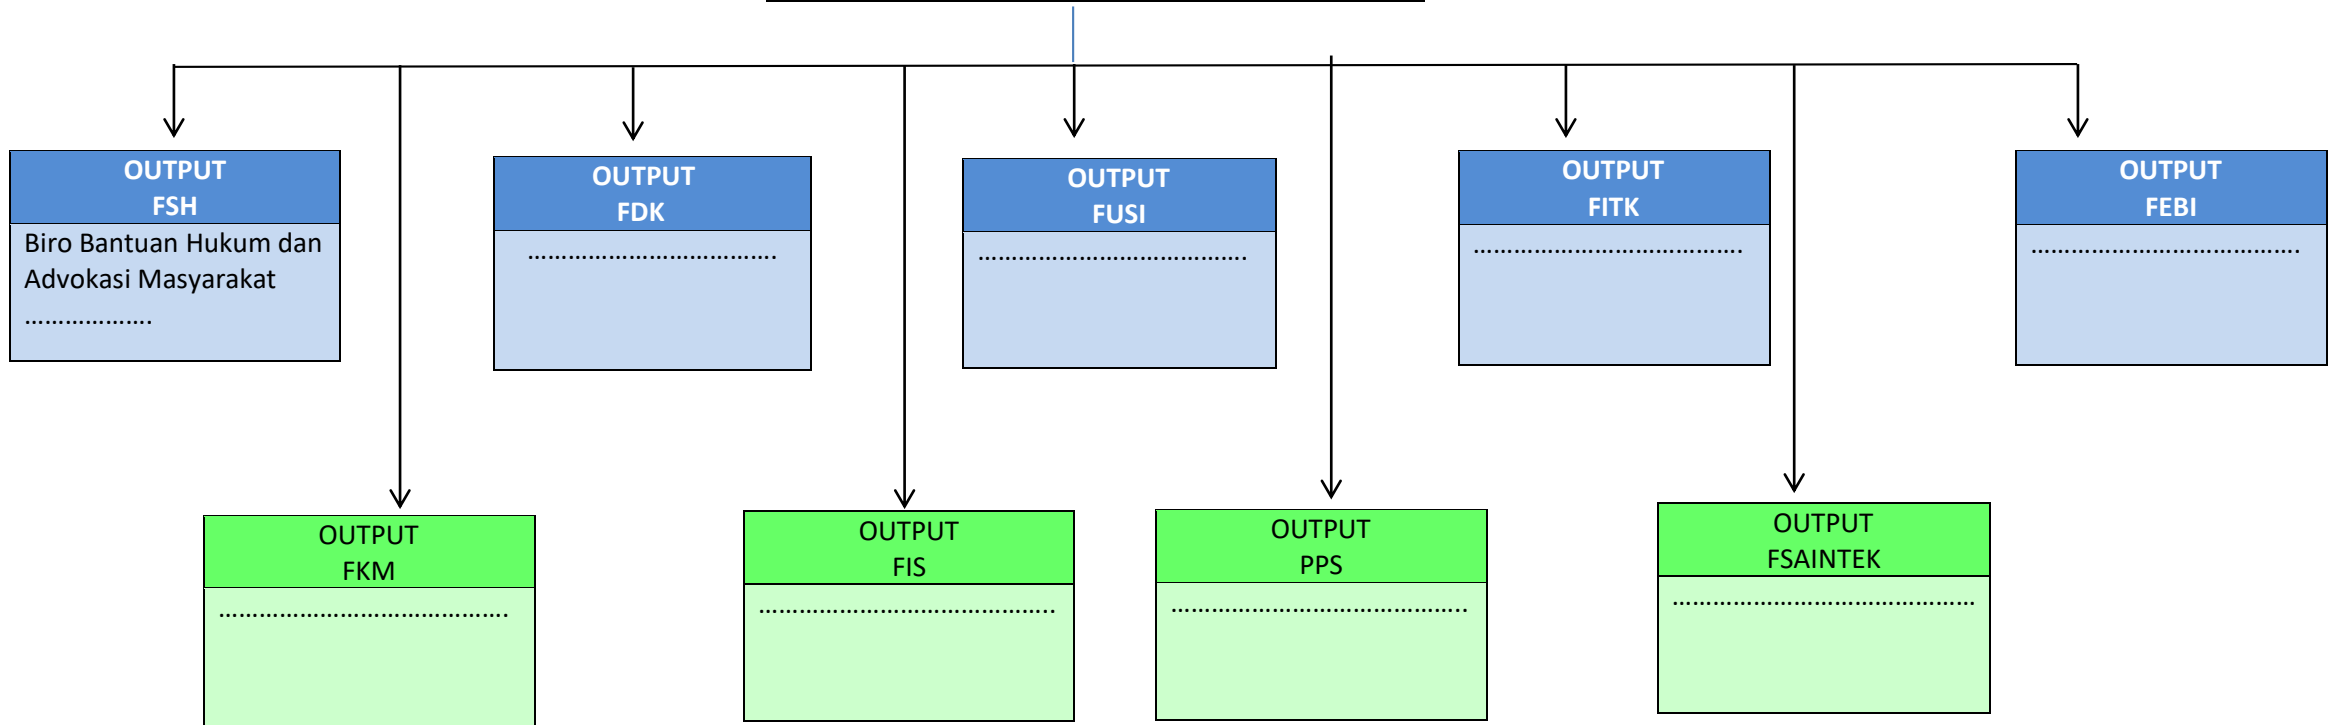 OUTPUT
FSH
Biro Bantuan Hukum dan
Advokasi Masyarakat
……………….
OUTPUT
FDK
……………………………….
OUTPUT
FUSI
………………………………….
OUTPUT
FITK
………………………………….
OUTPUT
FEBI
………………………………….
OUTPUT
FKM
…………………………………….
OUTPUT
FIS
……………………………………..
OUTPUT
PPS
……………………………………..
OUTPUT
FSAINTEK
………………………………………